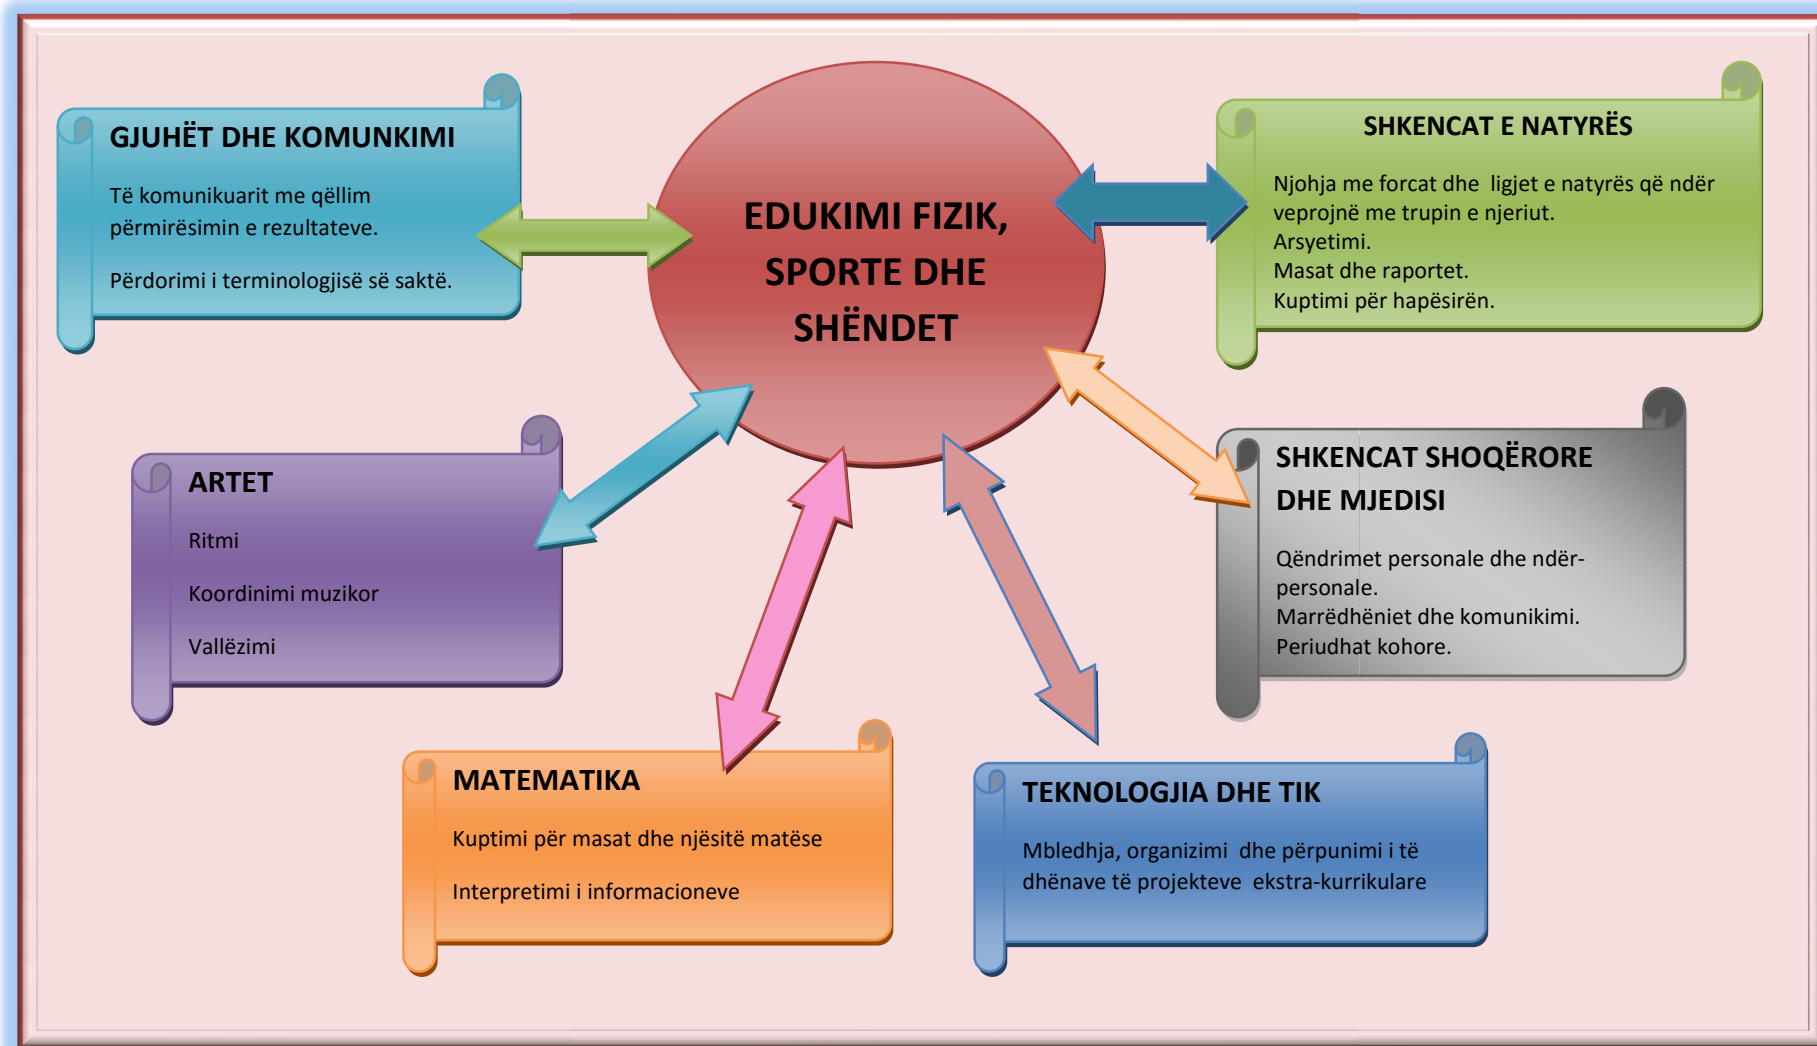 GJUHËT DHE KOMUNKIMI
Të komunikuarit me qëllim
përmirësimin e rezultateve.
Përdorimi i terminologjisë së saktë.
EDUKIMI FIZIK,
SPORTE DHE
SHËNDET
SHKENCAT E NATYRËS
Njohja me forcat dhe ligjet e natyrës që ndër
veprojnë me trupin e njeriut.
Arsyetimi.
Masat dhe raportet.
Kuptimi për hapësirën.
ARTET
Ritmi
Koordinimi muzikor
Vallëzimi
SHKENCAT SHOQËRORE
DHE MJEDISI
Qëndrimet personale dhe ndër-
personale.
Marrëdhëniet dhe komunikimi.
Periudhat kohore.
MATEMATIKA
Kuptimi për masat dhe njësitë matëse
Interpretimi i informacioneve
TEKNOLOGJIA DHE TIK
Mbledhja, organizimi dhe përpunimi i të
dhënave të projekteve ekstra-kurrikulare